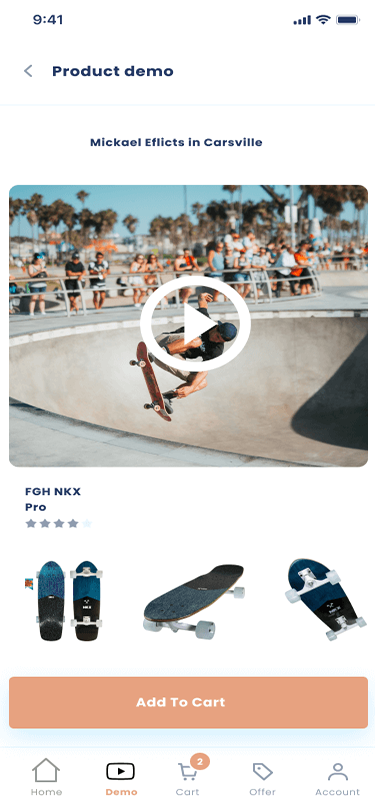 9:41
Product demo
Mickael Eflicts in Carsville
FGH NKX
Pro
NKX
Add To Cart
2
Home
Demo
Cart
Offer
Account